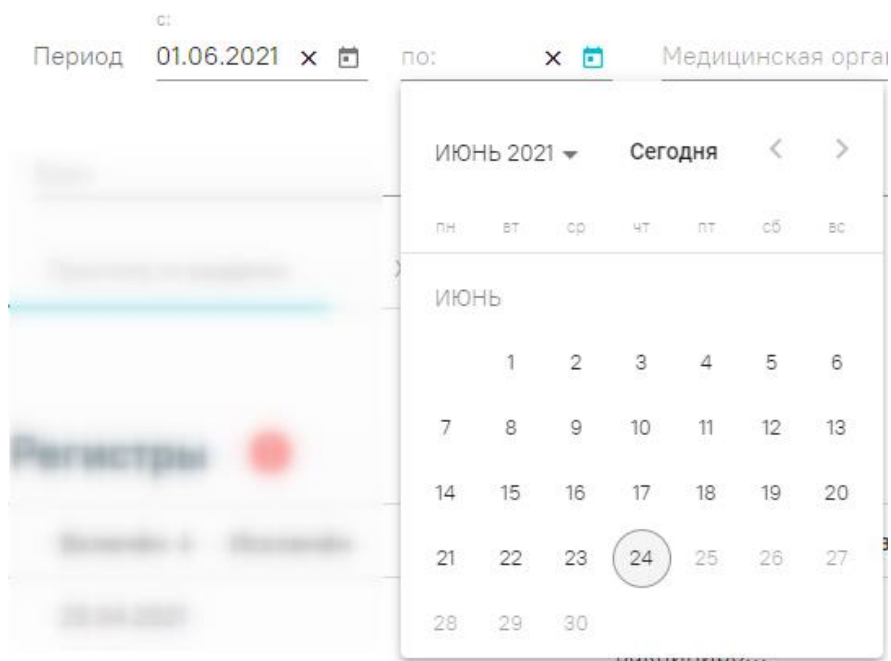 с:
Период 01.06.2021 по: Медицинская орга
ИЮНЬ 2021 Сегодня
пн вт ср чт пт сб вс
ИЮНЬ
1 2 3 4 5 6
7 8 9 10 11 12 13
Регистры
14 15 16 17 18 19 20
21 22 23 24 25 26 27
28 29 30